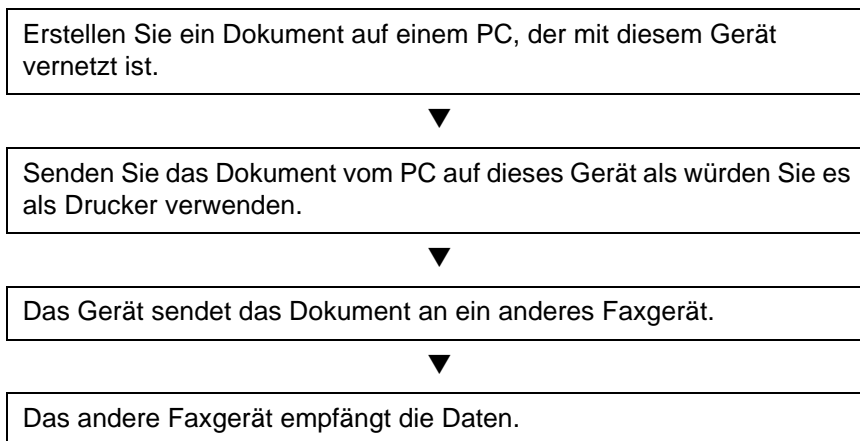 Erstellen Sie ein Dokument auf einem PC, der mit diesem Gerät
vernetzt ist.
▼
Senden Sie das Dokument vom PC auf dieses Gerät als würden Sie es
als Drucker verwenden.
▼
Das Gerät sendet das Dokument an ein anderes Faxgerät.
▼
Das andere Faxgerät empfängt die Daten.